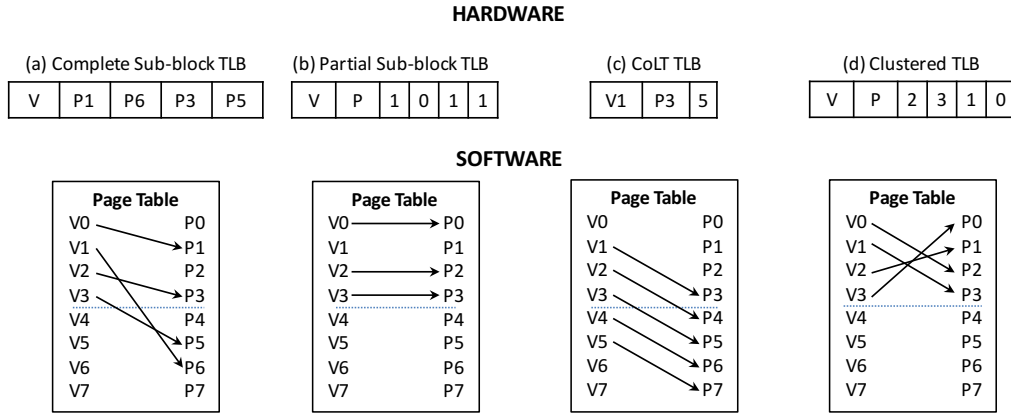 HARDWARE
(a) Complete Sub-block TLB
V P1 P6 P3 P5
(b) Partial Sub-block TLB
V P 1 0 1 1
(c) CoLT TLB
V1 P3 5
(d) Clustered TLB
V P 2 3 1 0
SOFTWARE
Page Table
V0 P0
V1 P1
V2 P2
V3 P3
V4 P4
V5 P5
V6 P6
V7 P7
Page Table
V0 P0
V1 P1
V2 P2
V3 P3
V4 P4
V5 P5
V6 P6
V7 P7
Page Table
V0 P0
V1 P1
V2 P2
V3 P3
V4 P4
V5 P5
V6 P6
V7 P7
Page Table
V0 P0
V1 P1
V2 P2
V3 P3
V4 P4
V5 P5
V6 P6
V7 P7